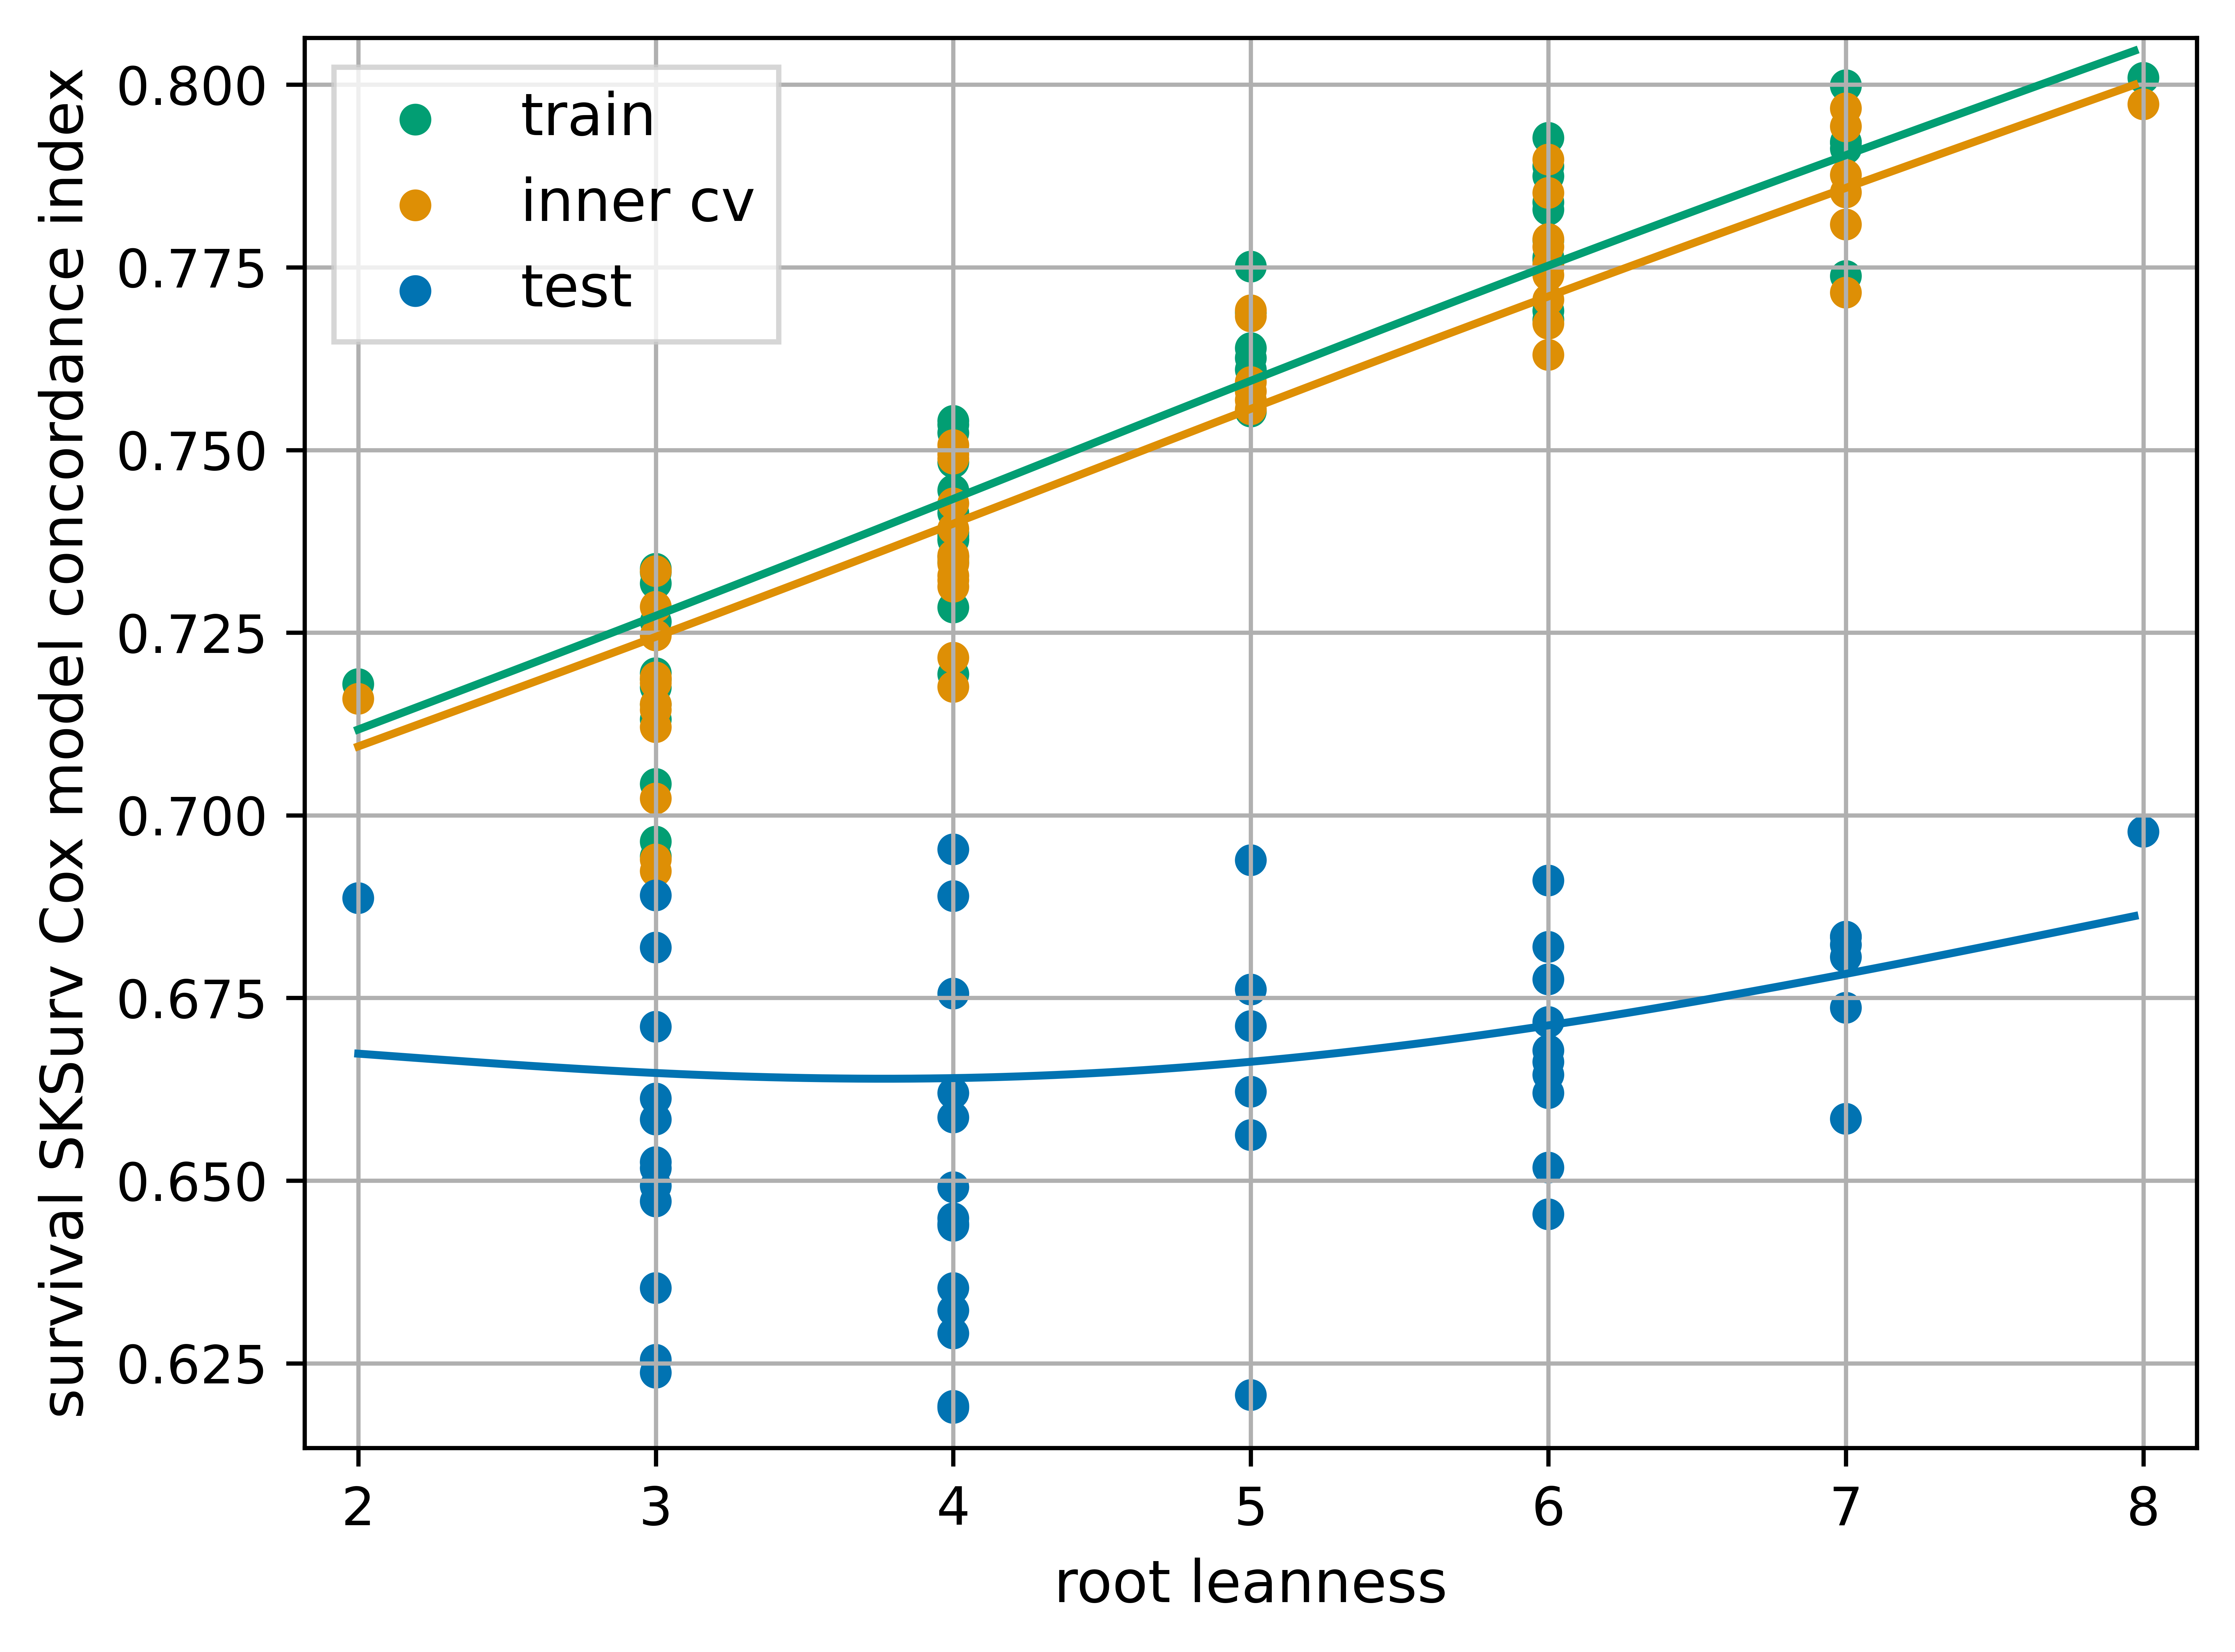 survival SKSurv Cox model concordance index
0.800
0.775
0.750
0.725
0.700
0.675
0.650
0.625
train
inner cv
test
2 3 4 5 6 7 8
root leanness